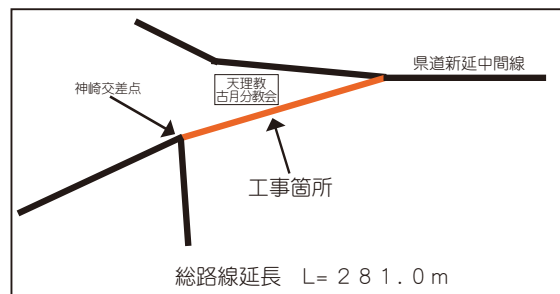 県道新延中間線
天理教
古月分教会
神崎交差点
工事箇所
総路線延長　L=２８１.０ｍ